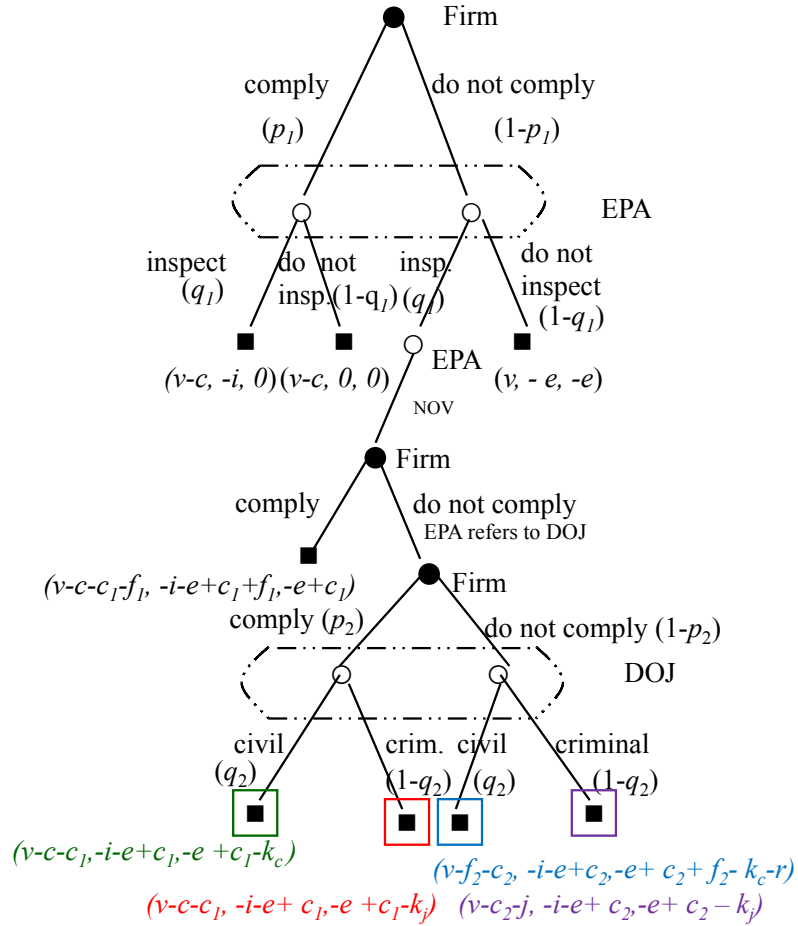 Firm
comply
do not comply
(p1)
(1-p1)
EPA
inspect
(q1)
do not
insp.(1-q1)
insp.
(q1)
do not
inspect
(1-q1)
(v-c, -i, 0)
(v-c, 0, 0)
EPA
(v, - e, -e)
NOV
Firm
comply
do not comply
EPA refers to DOJ
(v-c-c1-f1, -i-e+c1+f1,-e+c1)
Firm
comply (p2)
do not comply (1-p2)
DOJ
civil
(q2)
crim.
(1-q2)
civil
(q2)
criminal
(1-q2)
(v-c-c1,-i-e+c1,-e +c1-kc)
(v-f2-c2, -i-e+c2,-e+ c2+ f2- kc-r)
(v-c-c1, -i-e+ c1,-e +c1-kj)
(v-c2-j, -i-e+ c2,-e+ c2 – kj)